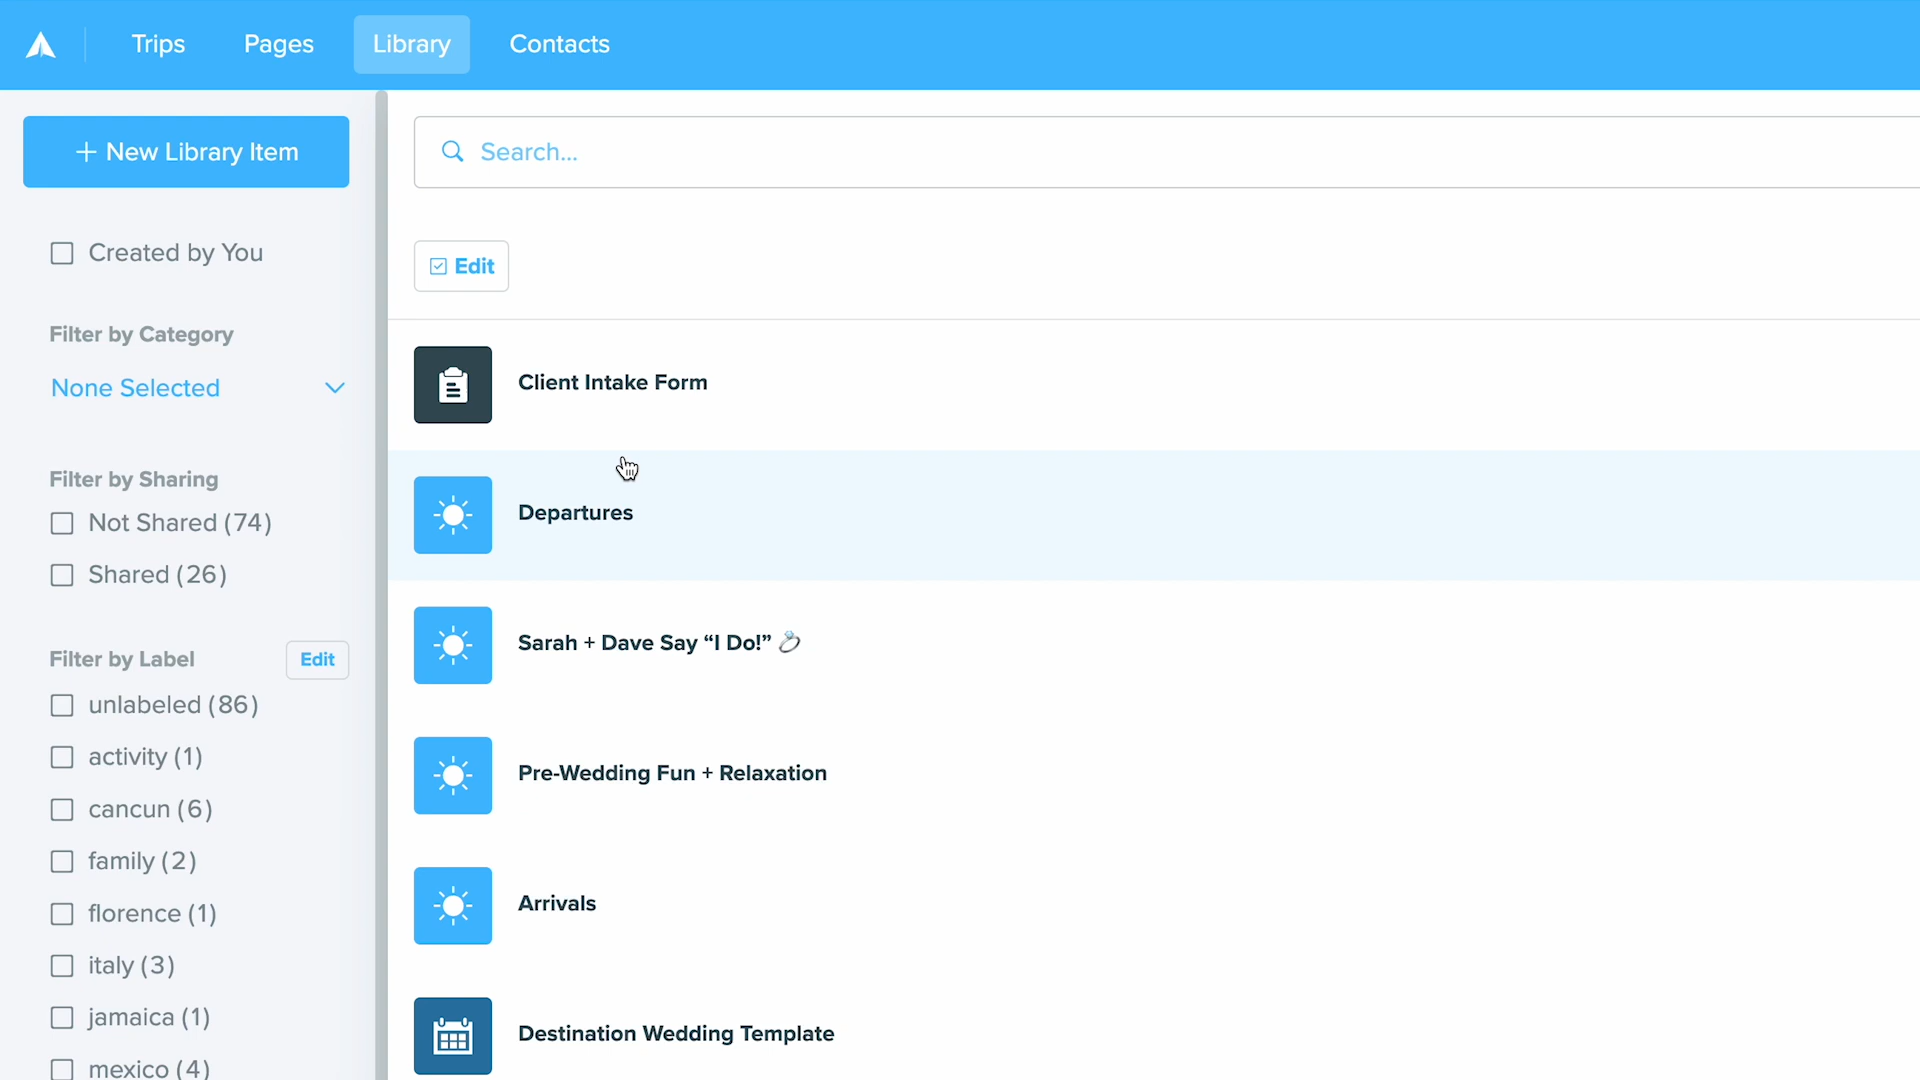 Trips
Pages
Library
Contacts
+ New Library Item
Search...
Created by You
Edit
Filter by Category
None Selected
Client Intake Form
Filter by Sharing
Not Shared (74)
Departures
Shared (26)
Filter by Label
Edit
Sarah + Dave Say “I Do!” 💍
unlabeled (86)
activity (1)
Pre-Wedding Fun + Relaxation
cancun (6)
family (2)
florence (1)
Arrivals
italy (3)
jamaica (1)
Destination Wedding Template
mexico (4)